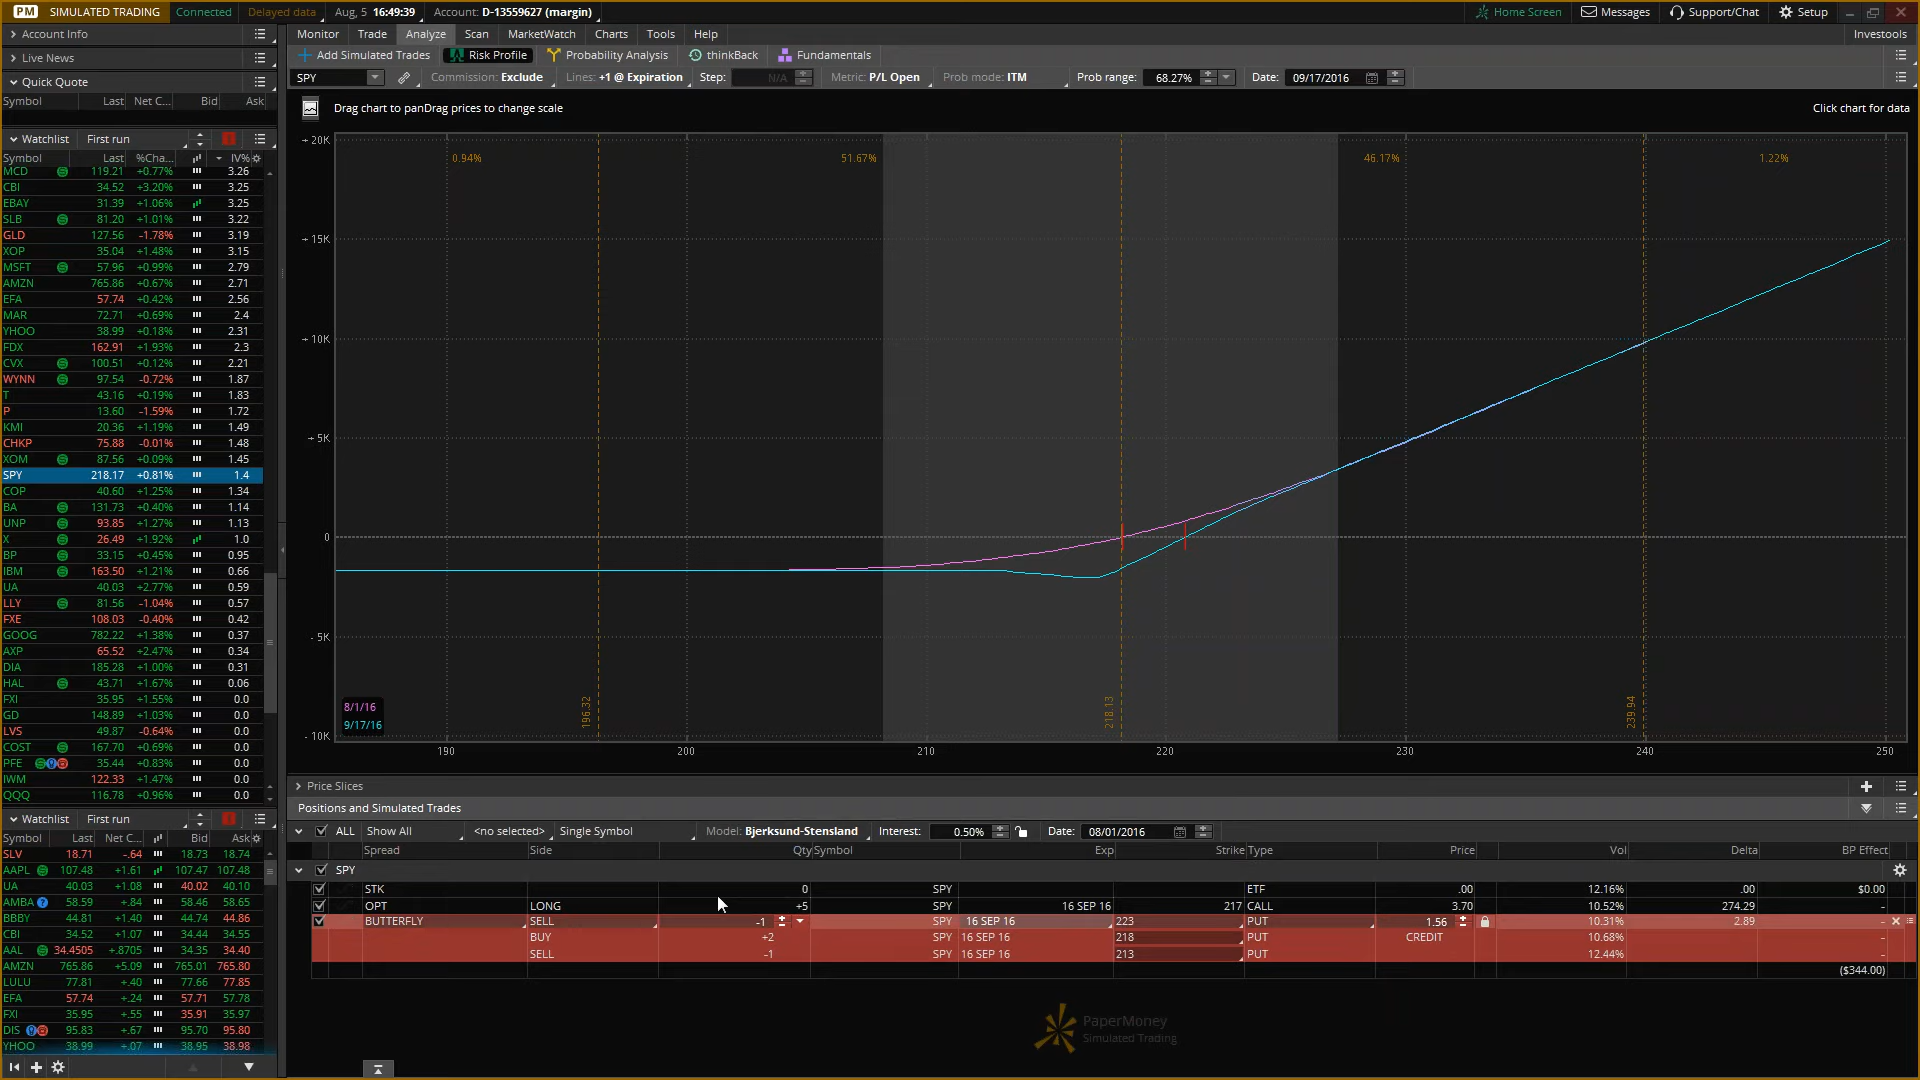 PM SIMULATED TRADING Connected Delayed data Aug, 5 16:49:39 Account: D-13559627 (margin) Home Screen Messages Support/Chat Setup
Account Info
Live News
Quick Quote
Symbol Last Net C... Bid Ask
Monitor Trade Analyze Scan MarketWatch Charts Tools Help Investools
Add Simulated Trades Risk Profile Probability Analysis thinkBack Fundamentals
SPY Commission: Exclude Lines: +1 @ Expiration Step: N/A Metric: P/L Open Prob mode: ITM Prob range: 68.27% Date: 09/17/2016
Drag chart to panDrag prices to change scale Click chart for data
Watchlist First run
Symbol Last %Cha... IV%
MCD 119.21 +0.77% 3.26
CBI 34.52 +3.20% 3.25
EBAY 31.39 +1.06% 3.25
SLB 81.20 +1.01% 3.22
GLD 127.56 -1.78% 3.19
XOP 35.04 +1.48% 3.15
MSFT 57.96 +0.99% 2.79
AMZN 765.86 +0.67% 2.71
EFA 57.74 +0.42% 2.56
MAR 72.71 +0.69% 2.4
YHOO 38.99 +0.18% 2.31
FDX 162.91 +1.93% 2.3
CVX 100.51 +0.12% 2.21
WYNN 97.54 -0.72% 1.87
T 43.16 +0.19% 1.83
P 13.60 -1.59% 1.72
KMI 20.36 +1.19% 1.49
CHKP 75.88 -0.01% 1.48
XOM 87.56 +0.09% 1.45
SPY 218.17 +0.81% 1.4
COP 40.60 +1.25% 1.34
BA 131.73 +0.40% 1.14
UNP 93.85 +1.27% 1.13
X 26.49 +1.92% 1.0
BP 33.15 +0.45% 0.95
IBM 163.50 +1.21% 0.66
UA 40.03 +2.77% 0.59
LLY 81.56 -1.04% 0.57
FXE 108.03 -0.40% 0.42
GOOG 782.22 +1.38% 0.37
AXP 65.52 +2.47% 0.34
DIA 185.28 +1.00% 0.31
HAL 43.71 +1.67% 0.06
FXI 35.95 +1.55% 0.0
GD 148.89 +1.03% 0.0
LVS 49.87 -0.64% 0.0
COST 167.70 +0.69% 0.0
PFE 35.44 +0.83% 0.0
IWM 122.33 +1.47% 0.0
QQQ 116.78 +0.96% 0.0
+ 20K
+ 15K
+ 10K
+ 5K
0
- 5K
- 10K
0.94% 51.67% 46.17% 1.22%
196.32 218.13 239.94
8/1/16
9/17/16
190 200 210 220 230 240 250
Price Slices
Positions and Simulated Trades
ALL Show All <no selected> Single Symbol Model: Bjerksund-Stensland Interest: 0.50% Date: 08/01/2016
Spread Side Qty Symbol Exp Strike Type Price Vol Delta BP Effect
SPY
STK 0 SPY ETF .00 12.16% .00 $0.00
OPT LONG +5 SPY 16 SEP 16 217 CALL 3.70 10.52% 274.29 -
BUTTERFLY SELL -1 SPY 16 SEP 16 223 PUT 1.56 10.31% 2.89 -
BUY +2 SPY 16 SEP 16 218 PUT CREDIT 10.68% -
SELL -1 SPY 16 SEP 16 213 PUT 12.44% -
($344.00)
PaperMoney
Simulated Trading
Watchlist First run
Symbol Last Net C... Bid Ask
SLV 18.71 -.64 18.73 18.74
AAPL 107.48 +1.61 107.47 107.48
UA 40.03 +1.08 40.02 40.10
AMBA 58.59 +.84 58.46 58.65
BBBY 44.81 +1.40 44.74 44.86
CBI 34.52 +1.07 34.44 34.55
AAL 34.4505 +.8705 34.35 34.40
AMZN 765.86 +5.09 765.01 765.80
LULU 77.81 +.40 77.66 77.85
EFA 57.74 +.24 57.71 57.78
FXI 35.95 +.55 35.91 35.97
DIS 95.83 +.67 95.70 95.80
YHOO 38.99 +.07 38.95 38.98